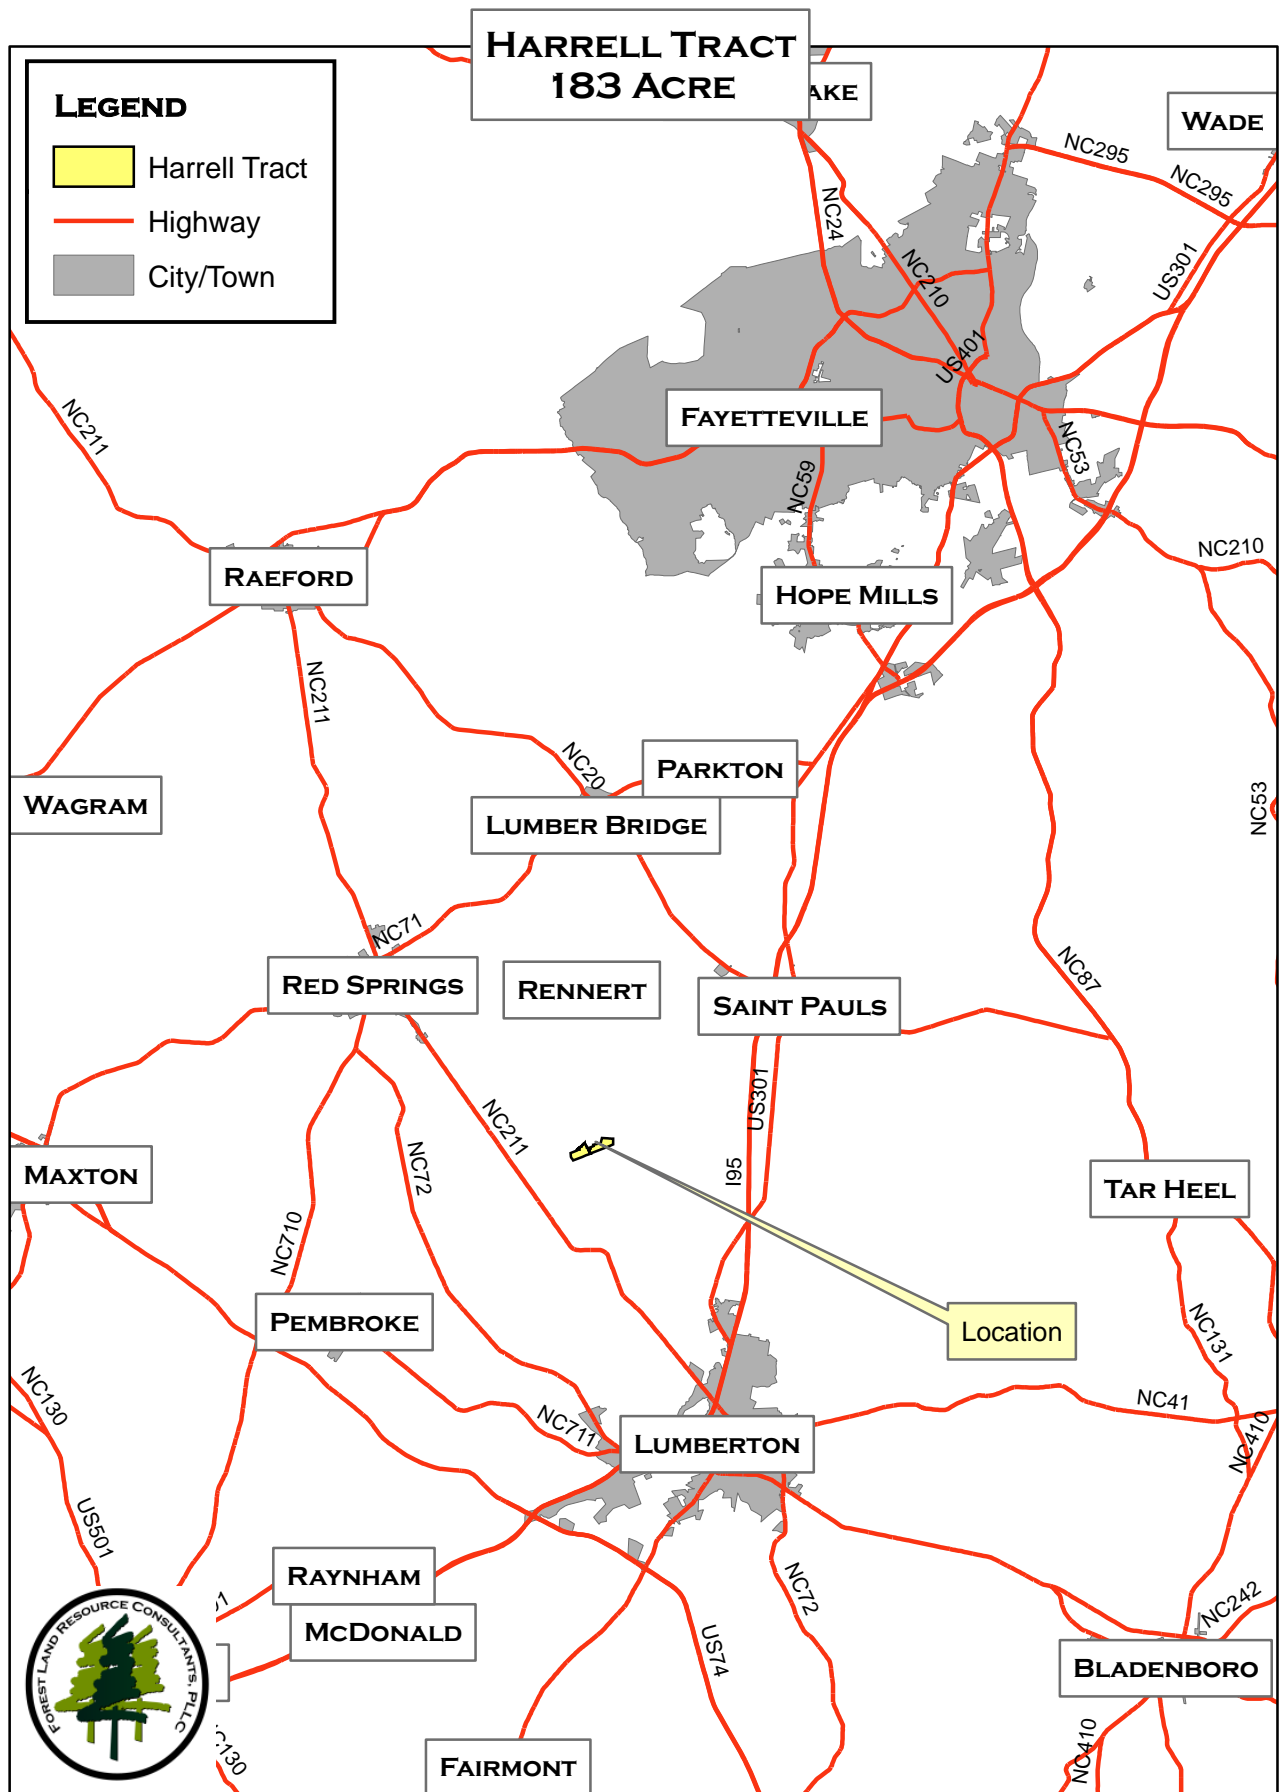 HARRELL TRACT
183 ACRE
AKE
WADE
LEGEND
Harrell Tract
Highway
City/Town
NC295
NC295
NC24
NC210
US301
US401
NC211
FAYETTEVILLE
NC53
NC59
NC210
RAEFORD
HOPE MILLS
NC211
NC20
PARKTON
WAGRAM
LUMBER BRIDGE
NC53
NC71
RED SPRINGS
RENNERT
SAINT PAULS
NC87
US301
NC211
NC72
I95
MAXTON
TAR HEEL
NC710
PEMBROKE
Location
NC131
NC130
NC41
NC711
LUMBERTON
NC410
US501
RAYNHAM
NC72
NC242
MCDONALD
US74
BLADENBORO
FOREST LAND RESOURCE CONSULTANTS, PLLC
C130
NC410
FAIRMONT